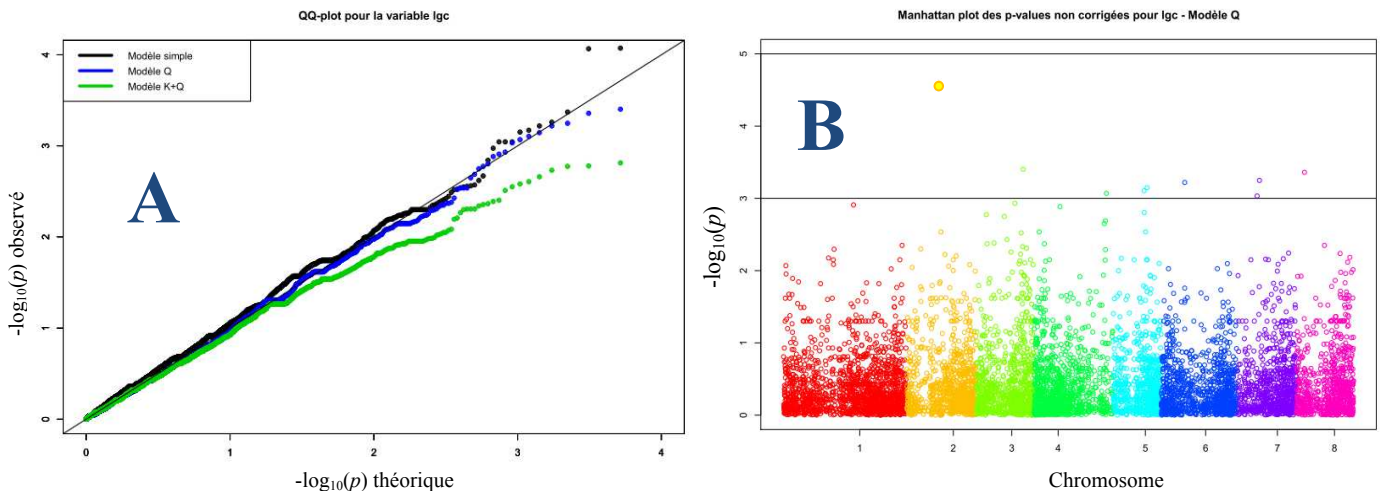 QQ-plot pour la variable lgc
Modèle simple
Modèle Q
Modèle K+Q
A
-log10(p) observé
0
1
2
3
4
0 1 2 3 4
-log10(p) théorique
Manhattan plot des p-values non corrigées pour lgc - Modèle Q
B
-log10(p)
5
4
3
2
1
0
1 2 3 4 5 6 7 8
Chromosome